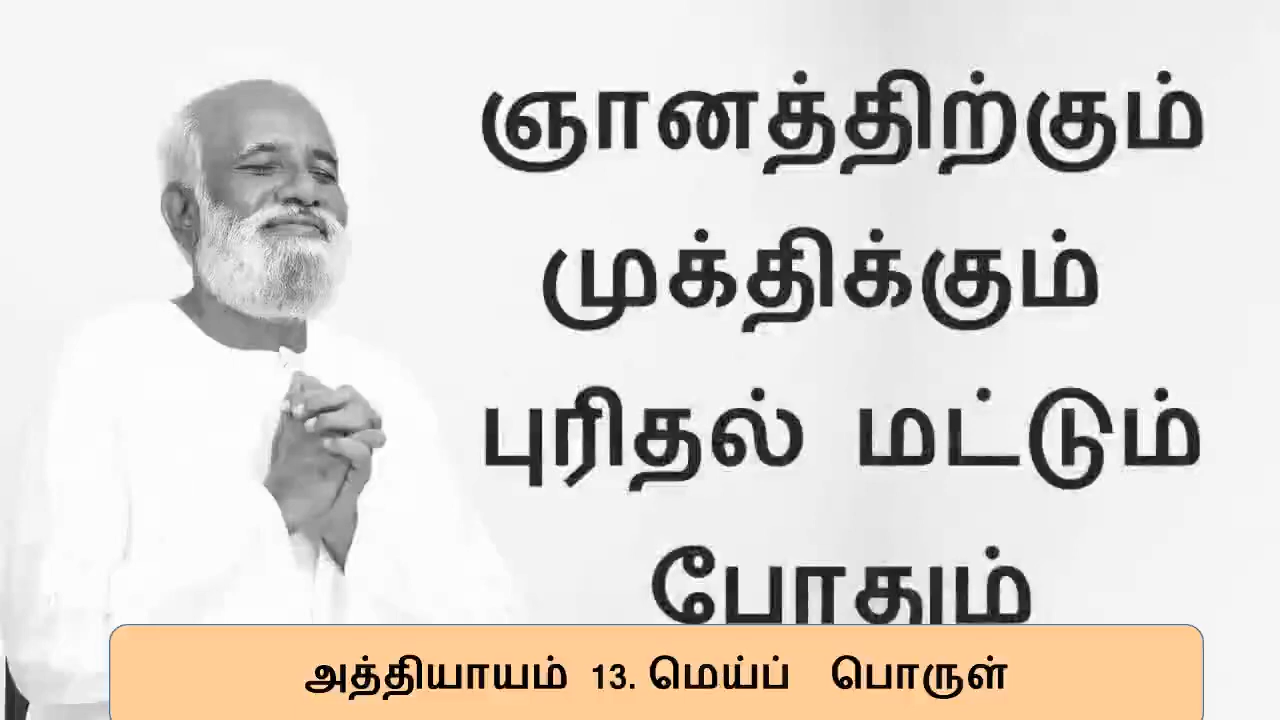 ஞானத்திற்கும்
முக்திக்கும்
புரிதல் மட்டும்
போதும்
அத்தியாயம் 13. மெய்ப் பொருள்